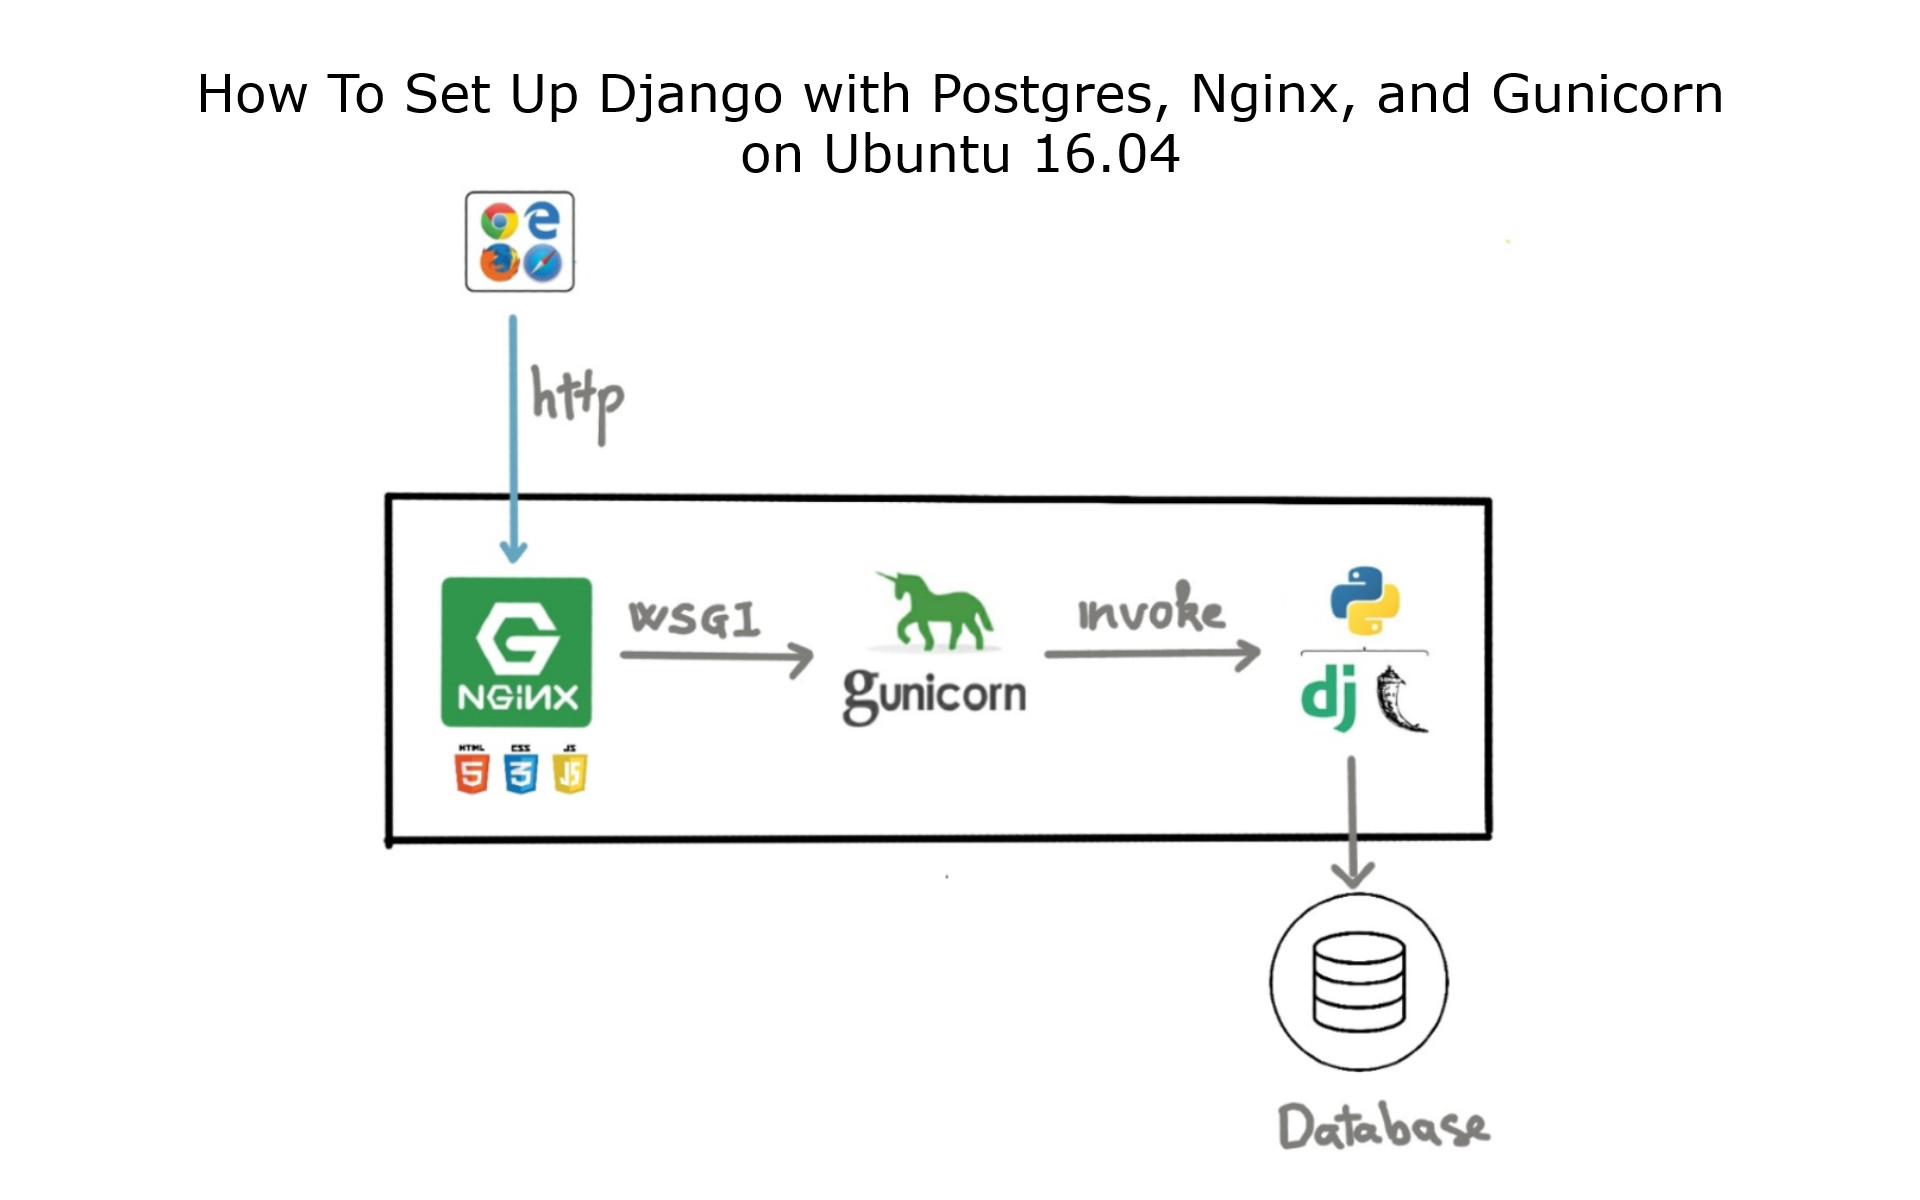 How To Set Up Django with Postgres, Nginx, and Gunicorn
on Ubuntu 16.04
http
WSGI
invoke
NGiNX
gunicorn
dj
HTML CSS JS
5 3 JS
Database